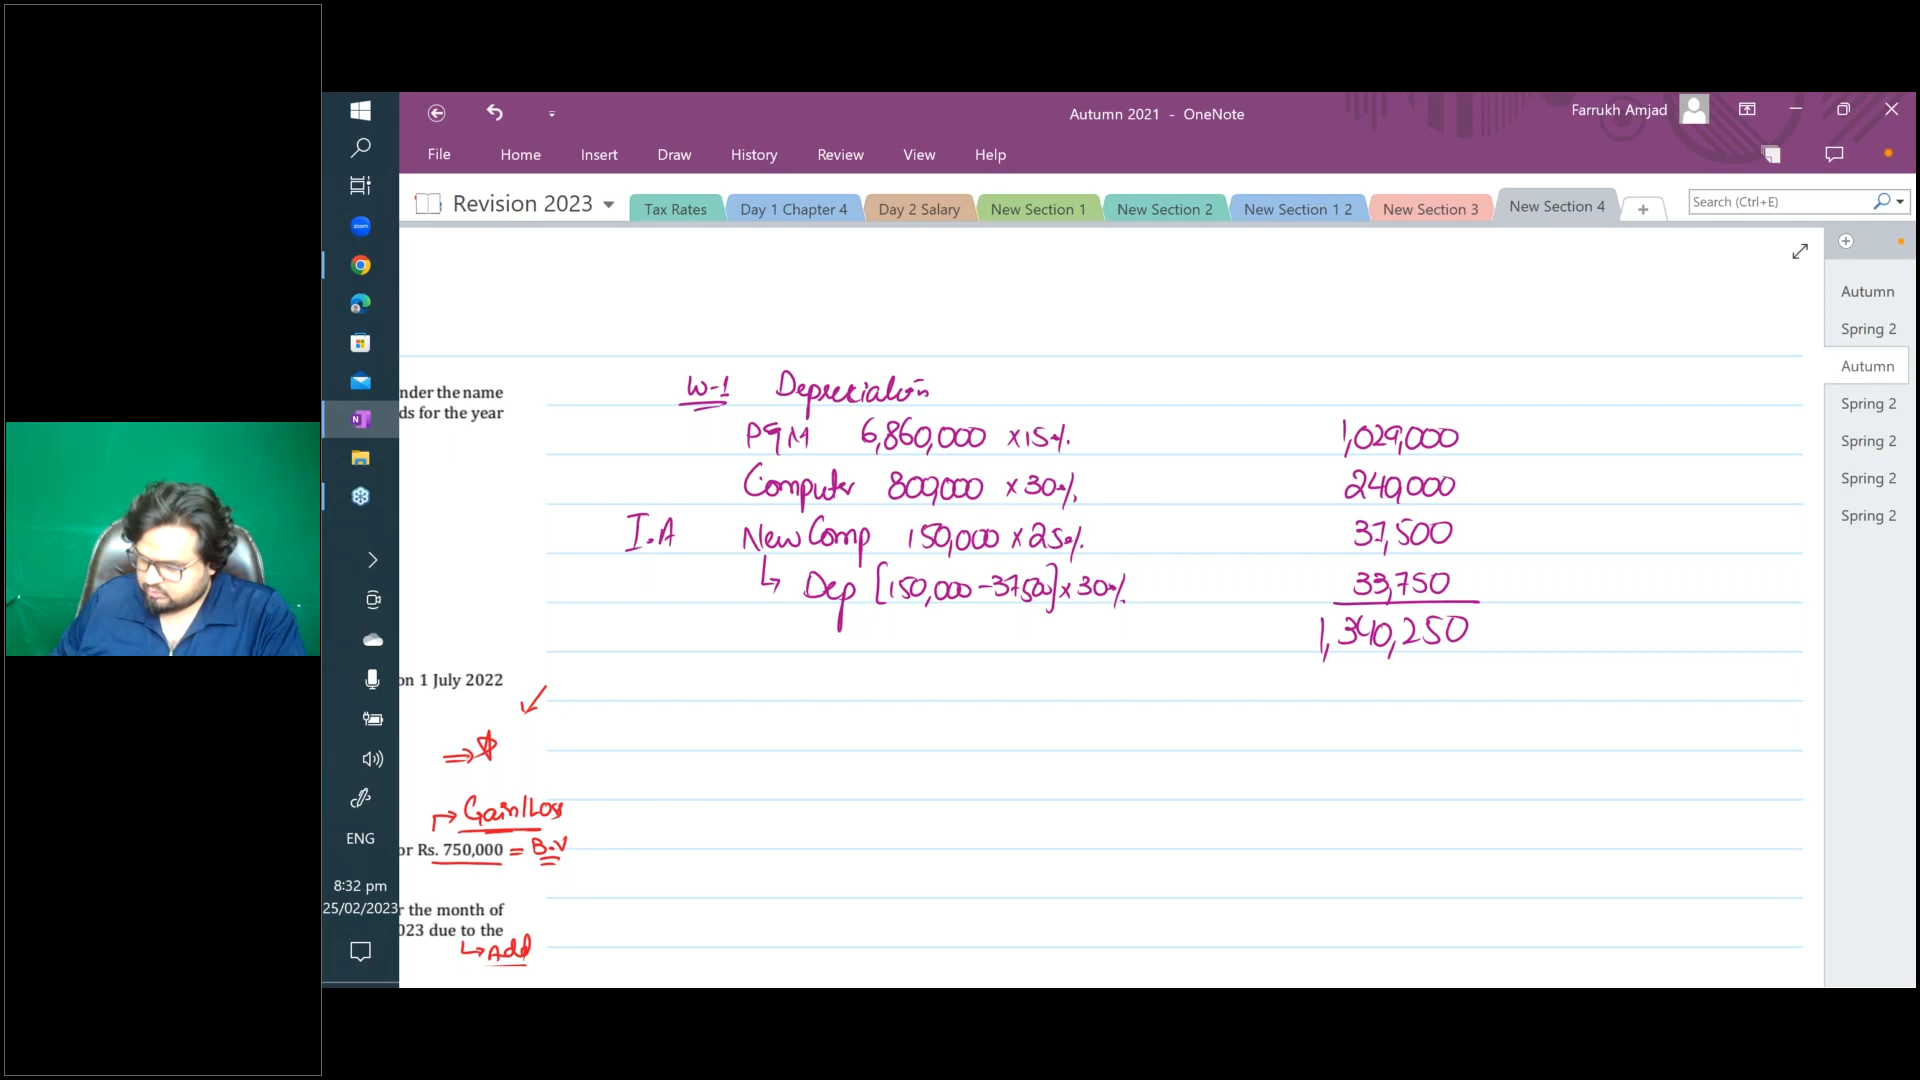 Autumn 2021 - OneNote
Farrukh Amjad
File Home Insert Draw History Review View Help
Revision 2023
Tax Rates
Day 1 Chapter 4
Day 2 Salary
New Section 1
New Section 2
New Section 1 2
New Section 3
New Section 4
Search (Ctrl+E)
zoom
N
Autumn
Spring 2
Autumn
Spring 2
Spring 2
Spring 2
Spring 2
nder the name
ds for the year
W-1 Depreciation
P&M 6,860,000 x 15% 1,029,000
Computer 800,000 x 30% 240,000
I.A New Comp 150,000 x 25% 37,500
Dep [150,000 - 37500] x 30% 33,750
1,340,250
on 1 July 2022
Gain/Loss
or Rs. 750,000 = B.V
r the month of
023 due to the
Add
ENG
8:32 pm
25/02/2023